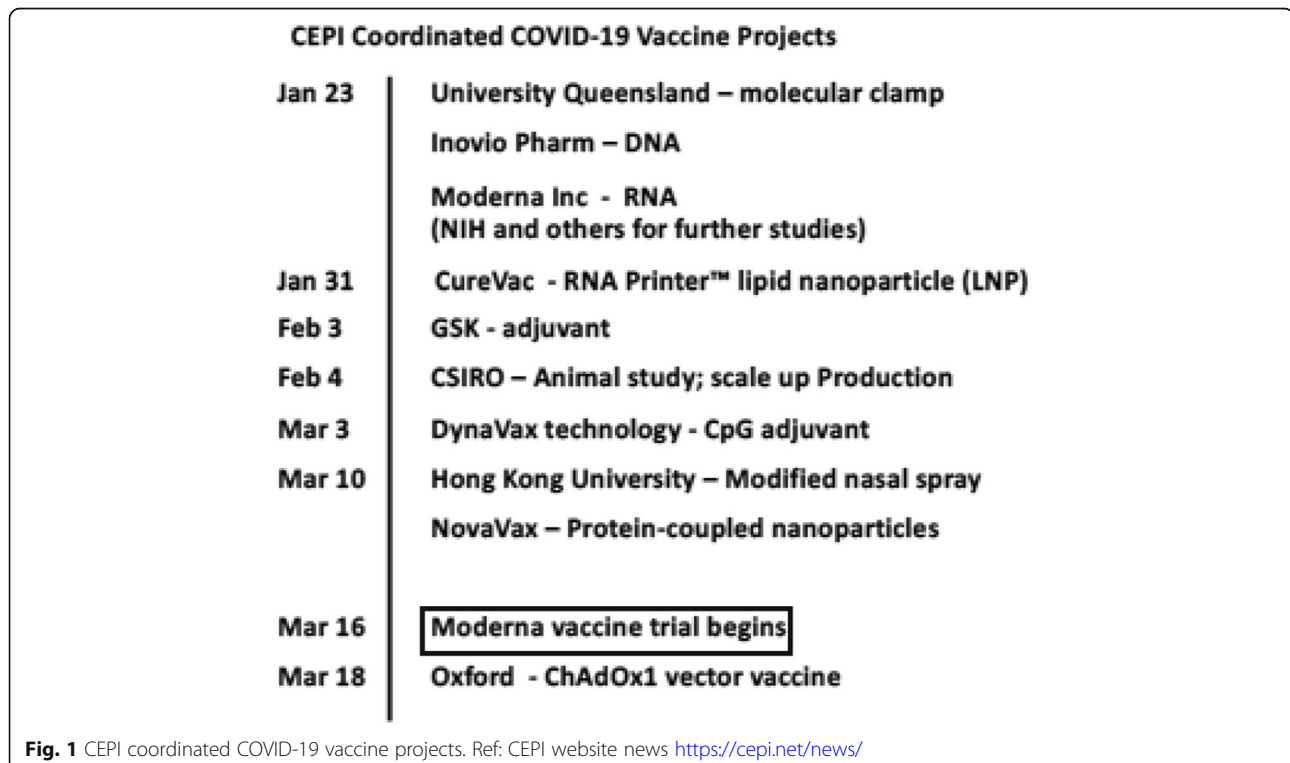 CEPI Coordinated COVID-19 Vaccine Projects
Jan 23 University Queensland – molecular clamp
Inovio Pharm – DNA
Moderna Inc - RNA
(NIH and others for further studies)
Jan 31 CureVac - RNA Printer™ lipid nanoparticle (LNP)
Feb 3 GSK - adjuvant
Feb 4 CSIRO – Animal study; scale up Production
Mar 3 DynaVax technology - CpG adjuvant
Mar 10 Hong Kong University – Modified nasal spray
NovaVax – Protein-coupled nanoparticles
Mar 16 Moderna vaccine trial begins
Mar 18 Oxford - ChAdOx1 vector vaccine
Fig. 1 CEPI coordinated COVID-19 vaccine projects. Ref: CEPI website news https://cepi.net/news/